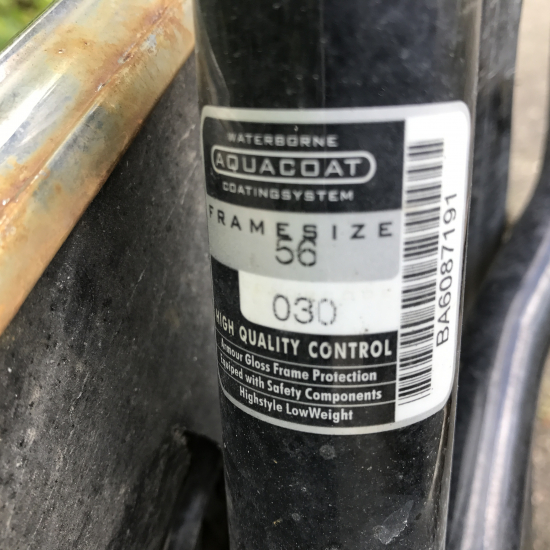 WATERBORNE
AQUACOAT
COATINGSYSTEM
FRAMESIZE
56
030
HIGH QUALITY CONTROL
Armour Gloss Frame Protection
Equiped with Safety Components
Highstyle LowWeight
BA6087191